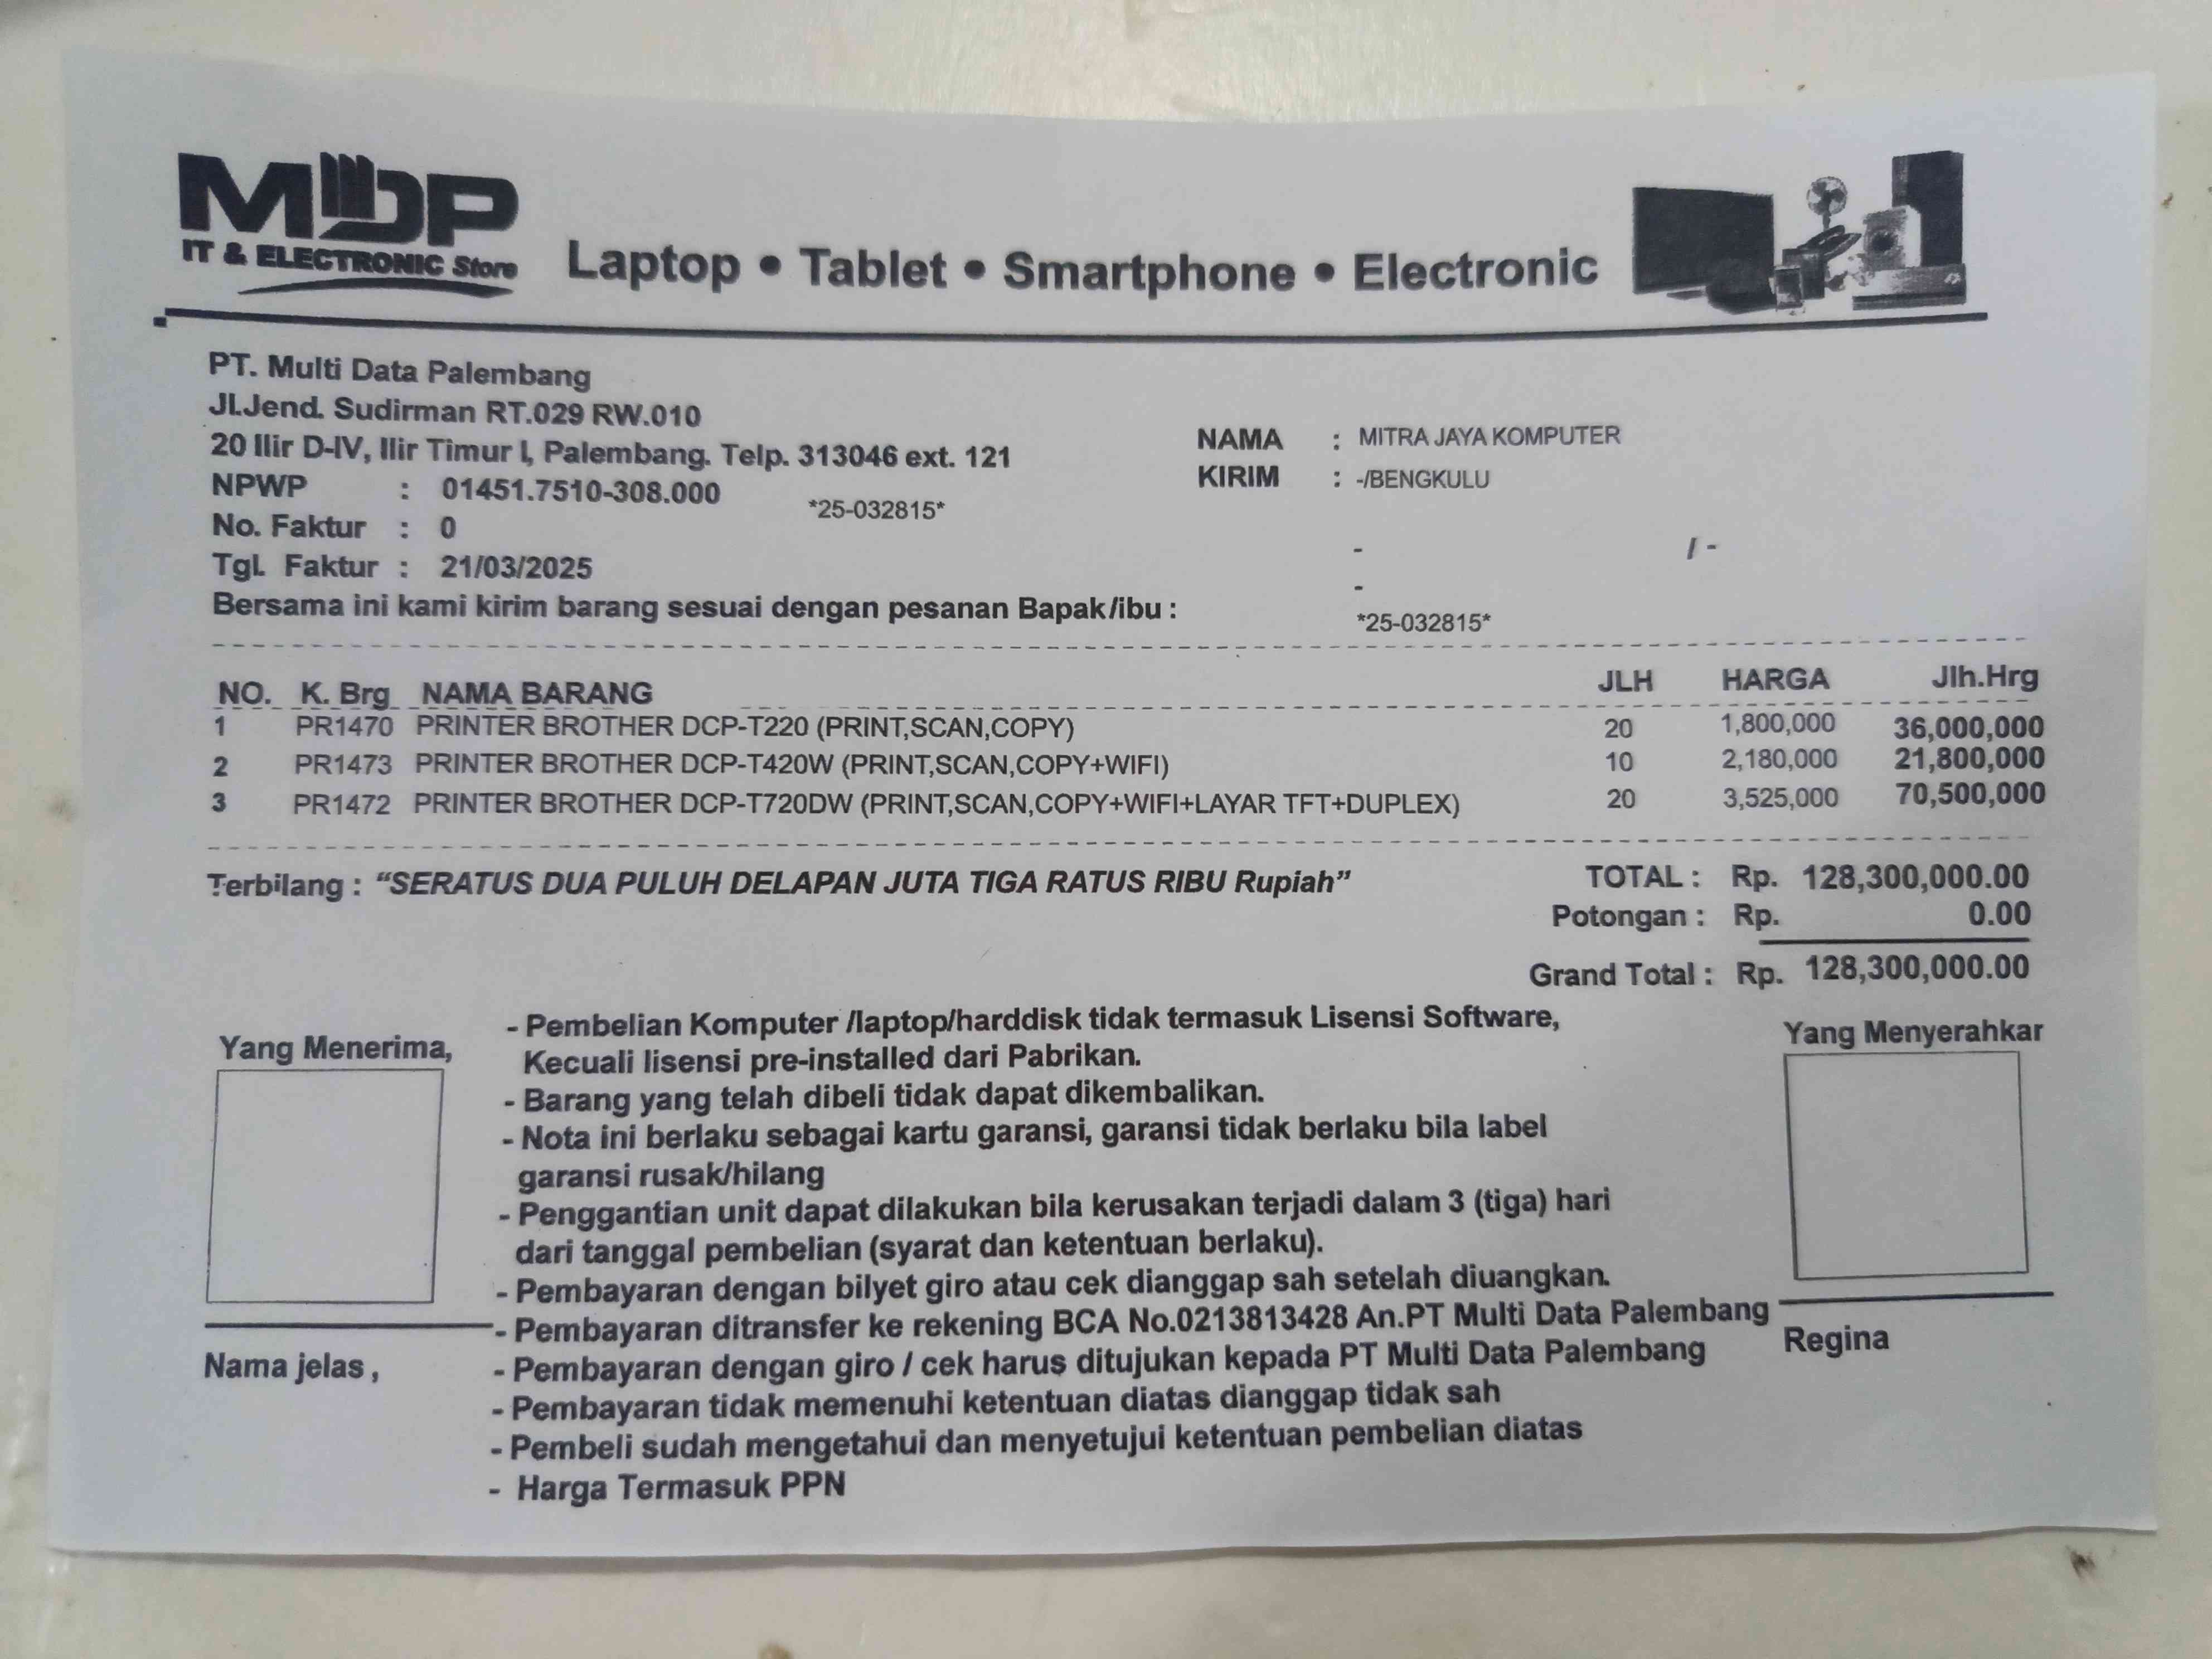 MDP
IT & ELECTRONIC Store
Laptop • Tablet • Smartphone • Electronic
PT. Multi Data Palembang
Jl.Jend. Sudirman RT.029 RW.010
20 Ilir D-IV, Ilir Timur I, Palembang. Telp. 313046 ext. 121
NPWP : 01451.7510-308.000 *25-032815*
No. Faktur : 0
Tgl. Faktur : 21/03/2025
NAMA : MITRA JAYA KOMPUTER
KIRIM : -/BENGKULU
- / -
-
Bersama ini kami kirim barang sesuai dengan pesanan Bapak/ibu : *25-032815*
NO. K. Brg NAMA BARANG JLH HARGA Jlh.Hrg
1 PR1470 PRINTER BROTHER DCP-T220 (PRINT,SCAN,COPY) 20 1,800,000 36,000,000
2 PR1473 PRINTER BROTHER DCP-T420W (PRINT,SCAN,COPY+WIFI) 10 2,180,000 21,800,000
3 PR1472 PRINTER BROTHER DCP-T720DW (PRINT,SCAN,COPY+WIFI+LAYAR TFT+DUPLEX) 20 3,525,000 70,500,000
Terbilang : “SERATUS DUA PULUH DELAPAN JUTA TIGA RATUS RIBU Rupiah”
TOTAL : Rp. 128,300,000.00
Potongan : Rp. 0.00
Grand Total : Rp. 128,300,000.00
Yang Menerima,
Nama jelas ,
- Pembelian Komputer /laptop/harddisk tidak termasuk Lisensi Software,
Kecuali lisensi pre-installed dari Pabrikan.
- Barang yang telah dibeli tidak dapat dikembalikan.
- Nota ini berlaku sebagai kartu garansi, garansi tidak berlaku bila label
garansi rusak/hilang
- Penggantian unit dapat dilakukan bila kerusakan terjadi dalam 3 (tiga) hari
dari tanggal pembelian (syarat dan ketentuan berlaku).
- Pembayaran dengan bilyet giro atau cek dianggap sah setelah diuangkan.
- Pembayaran ditransfer ke rekening BCA No.0213813428 An.PT Multi Data Palembang
- Pembayaran dengan giro / cek harus ditujukan kepada PT Multi Data Palembang
- Pembayaran tidak memenuhi ketentuan diatas dianggap tidak sah
- Pembeli sudah mengetahui dan menyetujui ketentuan pembelian diatas
- Harga Termasuk PPN
Yang Menyerahkar
Regina